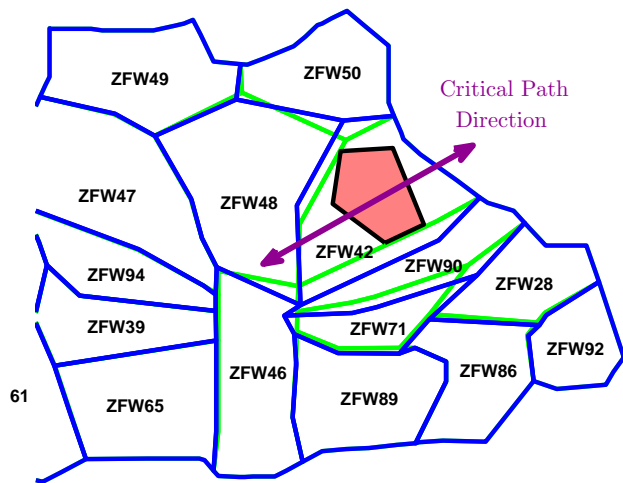 ZFW49
ZFW50
Critical Path
Direction
ZFW47
ZFW48
ZFW42
ZFW94
ZFW90
ZFW28
ZFW39
ZFW71
ZFW92
ZFW46
ZFW86
61
ZFW65
ZFW89